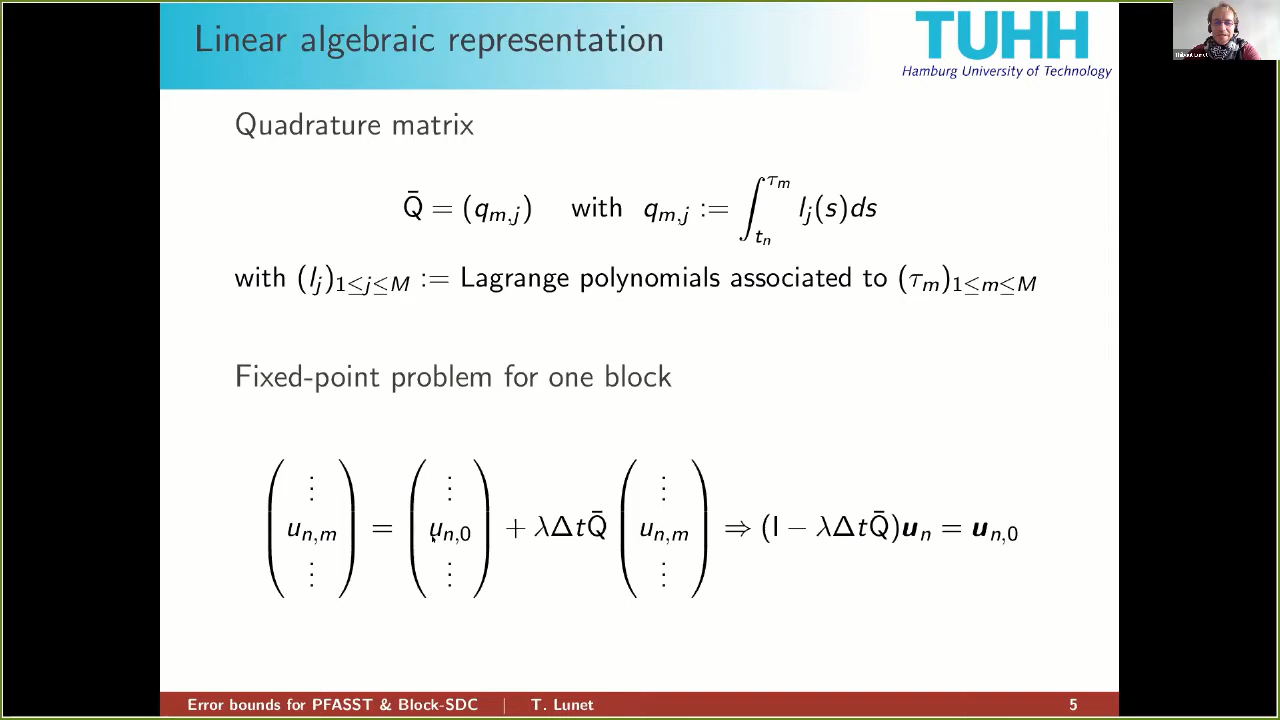 Linear algebraic representation
TUHH
Hamburg University of Technology
Thibaut Lunet
Quadrature matrix
Q̄ = (q_{m,j}) with q_{m,j} := ∫_{t_n}^{τ_m} l_j(s)ds
with (l_j)_{1≤j≤M} := Lagrange polynomials associated to (τ_m)_{1≤m≤M}
Fixed-point problem for one block
(⋮ u_{n,m} ⋮) = (⋮ u_{n,0} ⋮) + λΔtQ̄ (⋮ u_{n,m} ⋮) ⇒ (I − λΔtQ̄)u_n = u_{n,0}
Error bounds for PFASST & Block-SDC | T. Lunet 5